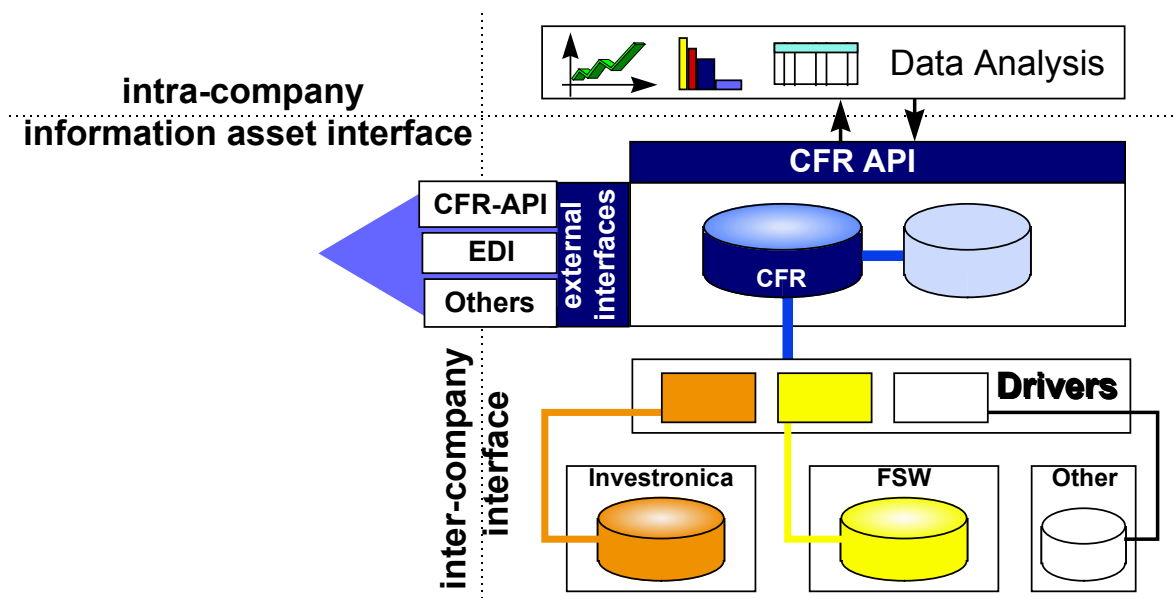 Data Analysis
intra-company
information asset interface
CFR API
CFR-API
EDI
Others
external
interfaces
CFR
inter-company
interface
Drivers
Investronica
FSW
Other